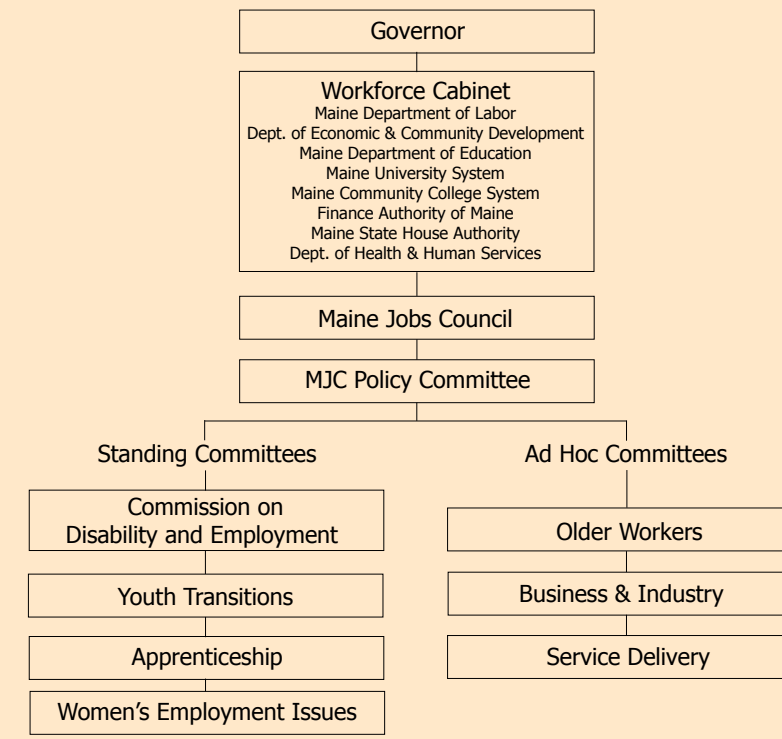 Governor
Workforce Cabinet
Maine Department of Labor
Dept. of Economic & Community Development
Maine Department of Education
Maine University System
Maine Community College System
Finance Authority of Maine
Maine State House Authority
Dept. of Health & Human Services
Maine Jobs Council
MJC Policy Committee
Standing Committees
Commission on
Disability and Employment
Youth Transitions
Apprenticeship
Women's Employment Issues
Ad Hoc Committees
Older Workers
Business & Industry
Service Delivery